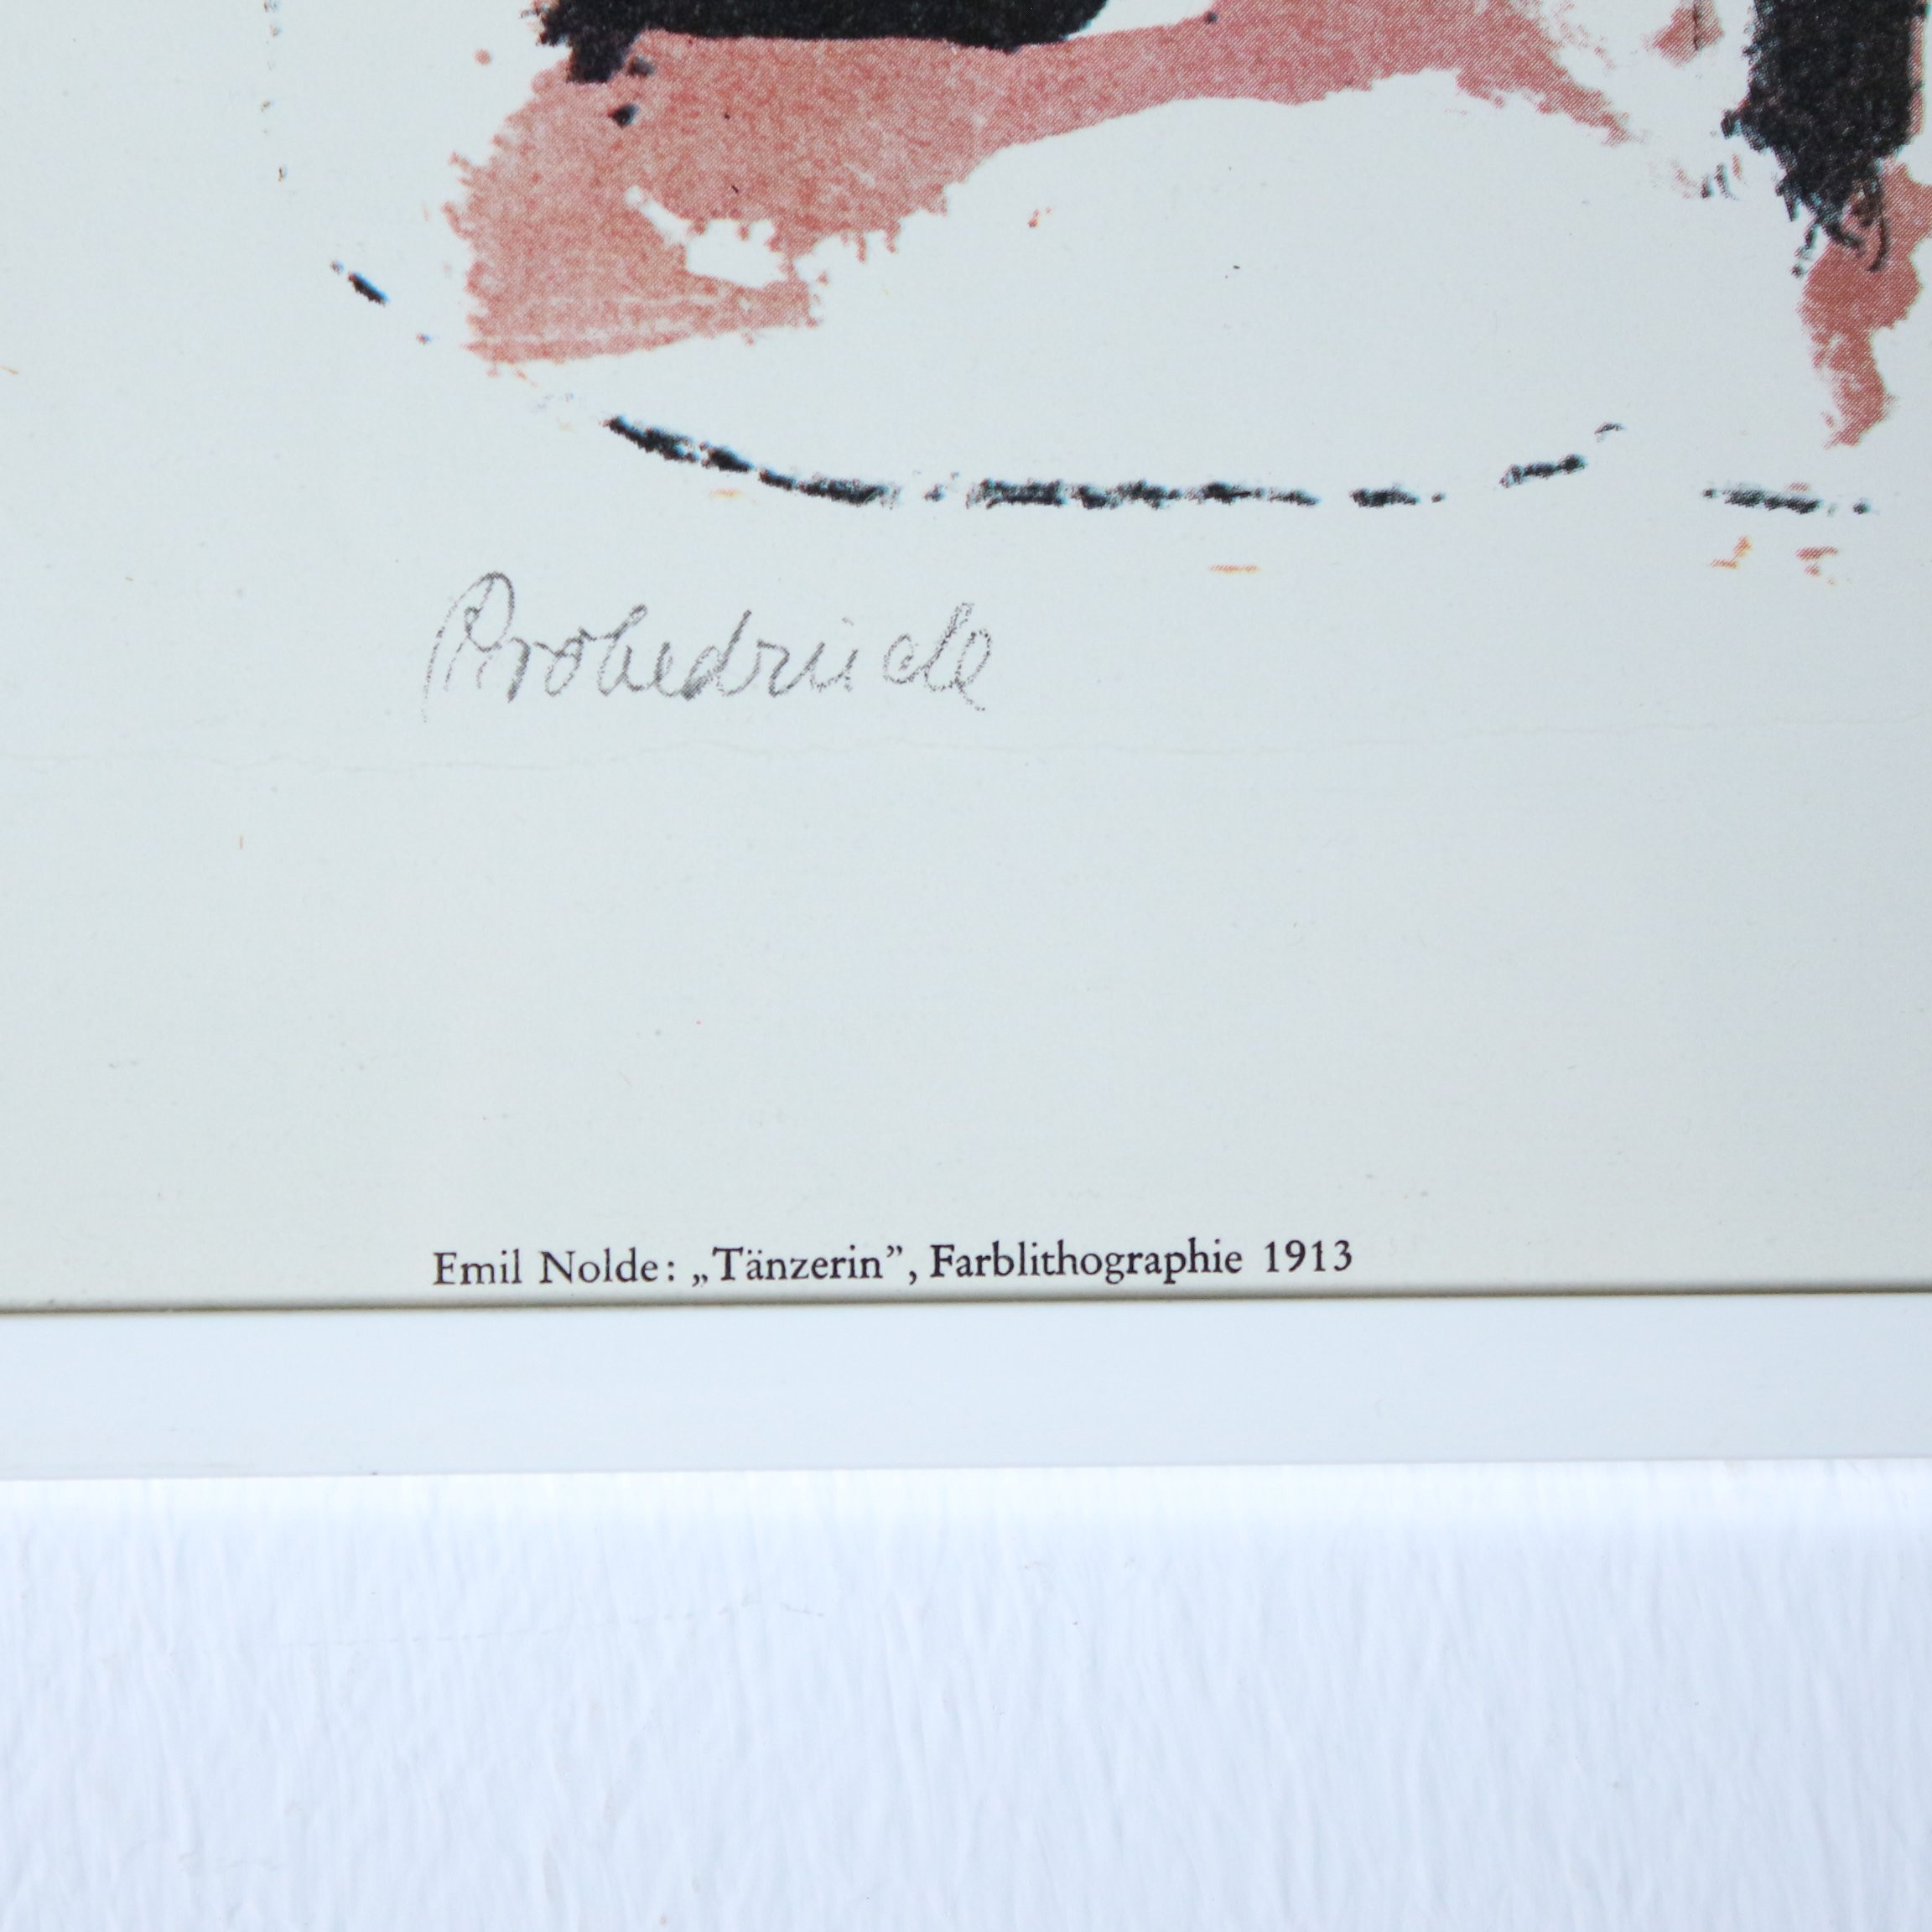 Probedruck
Emil Nolde: „Tänzerin”, Farblithographie 1913